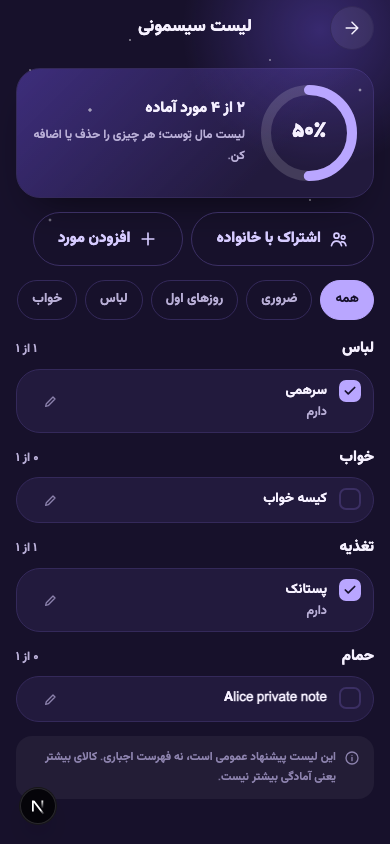 لیست سیسمونی
۵۰٪
۲ از ۴ مورد آماده
لیست مال توست؛ هر چیزی را حذف یا اضافه
کن.
اشتراک با خانواده
افزودن مورد
همه
ضروری
روزهای اول
لباس
خواب
لباس
۱ از ۱
سرهمی
دارم
خواب
۰ از ۱
کیسه خواب
تغذیه
۱ از ۱
پستانک
دارم
حمام
۰ از ۱
Alice private note
این لیست پیشنهاد عمومی است، نه فهرست اجباری. کالای بیشتر
یعنی آمادگی بیشتر نیست.
N